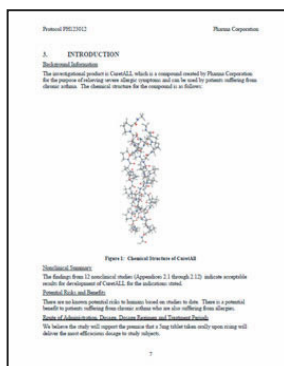 Protocol PH123012 Pharma Corporation
3. INTRODUCTION
Background Information
The investigational product is CureItALL which is a compound created by Pharma Corporation
for the purpose of relieving severe allergic symptoms and can be used by patients suffering from
chronic asthma. The chemical structure for the compound is as follows:
Figure 1: Chemical Structure of CureItAll
Nonclinical Summary
The findings from 12 nonclinical studies (Appendices 2.1 through 2.12) indicate acceptable
results for development of CureItALL for the indications stated.
Potential Risks and Benefits
There are no known potential risks to humans based on studies to date. There is a potential
benefit to patients suffering from chronic asthma who are also suffering from allergies.
Route of Administration, Dosage, Dosage Regimen and Treatment Periods
We believe the study will support the premise that a 5mg tablet taken orally upon rising will
deliver the most efficacious dosage to study subjects.
7